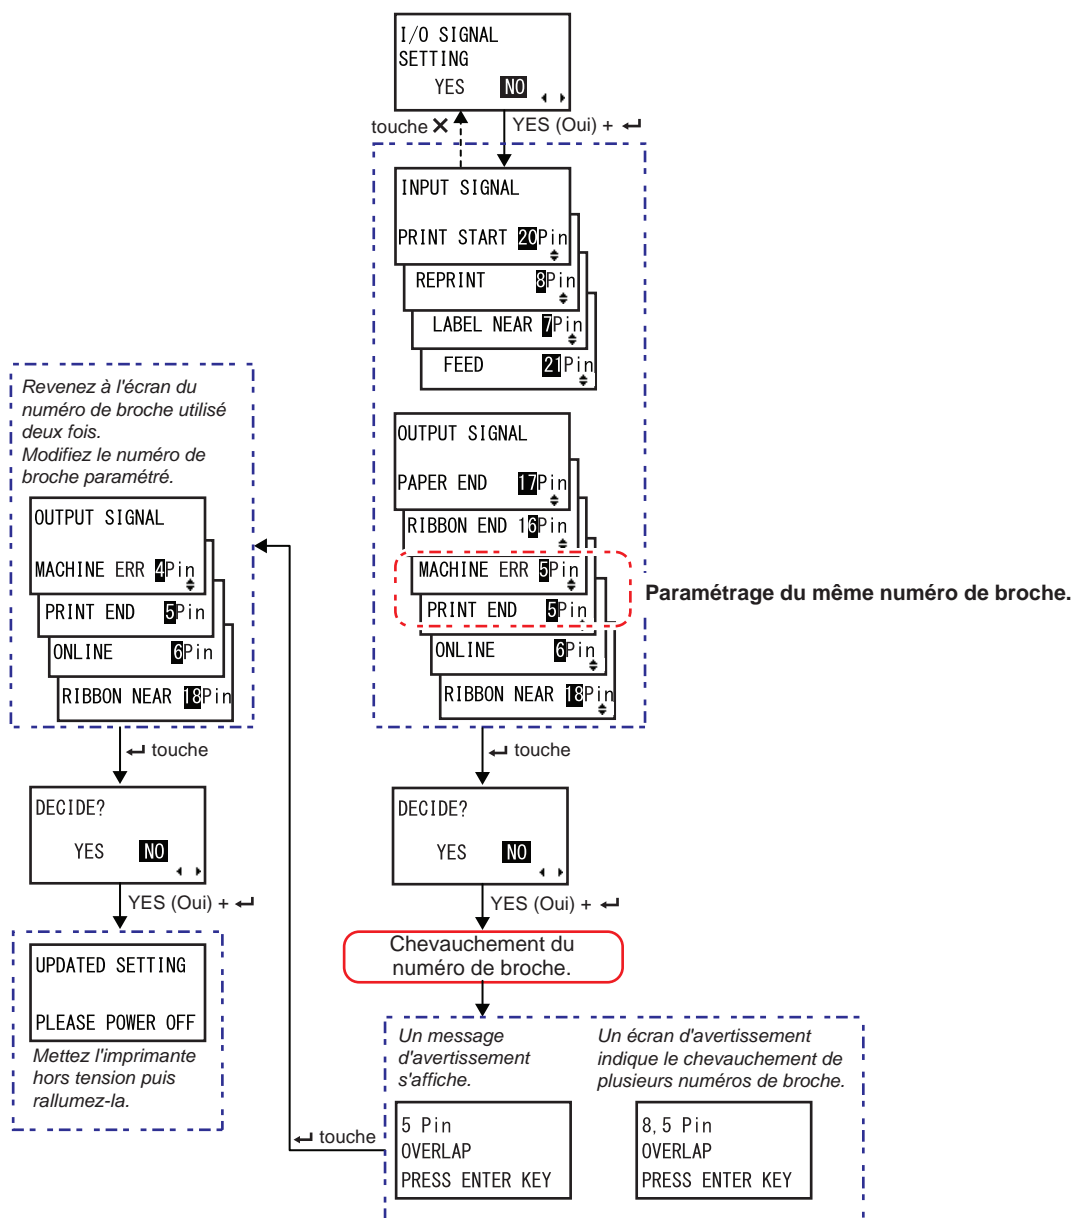 I/O SIGNAL
SETTING
YES NO
touche ✕
YES (Oui) + ↵
INPUT SIGNAL
PRINT START 20Pin
REPRINT 8Pin
LABEL NEAR 7Pin
FEED 21Pin
OUTPUT SIGNAL
PAPER END 17Pin
RIBBON END 16Pin
MACHINE ERR 5Pin
PRINT END 5Pin
ONLINE 6Pin
RIBBON NEAR 18Pin
Paramétrage du même numéro de broche.
↵ touche
DECIDE?
YES NO
YES (Oui) + ↵
Chevauchement du
numéro de broche.
Un message
d'avertissement
s'affiche.
5 Pin
OVERLAP
PRESS ENTER KEY
Un écran d'avertissement
indique le chevauchement de
plusieurs numéros de broche.
8,5 Pin
OVERLAP
PRESS ENTER KEY
↵ touche
Revenez à l'écran du
numéro de broche utilisé
deux fois.
Modifiez le numéro de
broche paramétré.
OUTPUT SIGNAL
MACHINE ERR 4Pin
PRINT END 5Pin
ONLINE 6Pin
RIBBON NEAR 18Pin
↵ touche
DECIDE?
YES NO
YES (Oui) + ↵
UPDATED SETTING
PLEASE POWER OFF
Mettez l'imprimante
hors tension puis
rallumez-la.